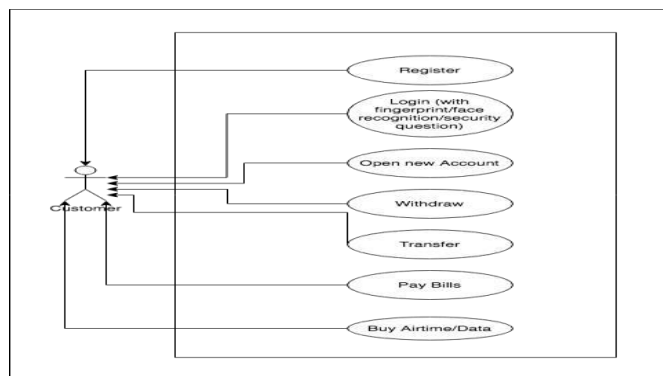 Register
Login (with
fingerprint/face
recognition/security
question)
Open new Account
Customer
Withdraw
Transfer
Pay Bills
Buy Airtime/Data